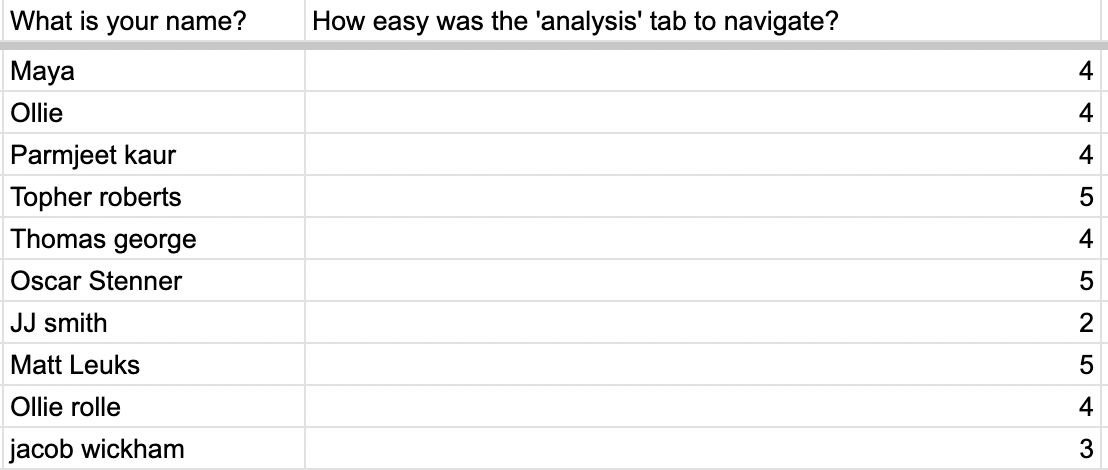 What is your name? How easy was the 'analysis' tab to navigate?
Maya 4
Ollie 4
Parmjeet kaur 4
Topher roberts 5
Thomas george 4
Oscar Stenner 5
JJ smith 2
Matt Leuks 5
Ollie rolle 4
jacob wickham 3